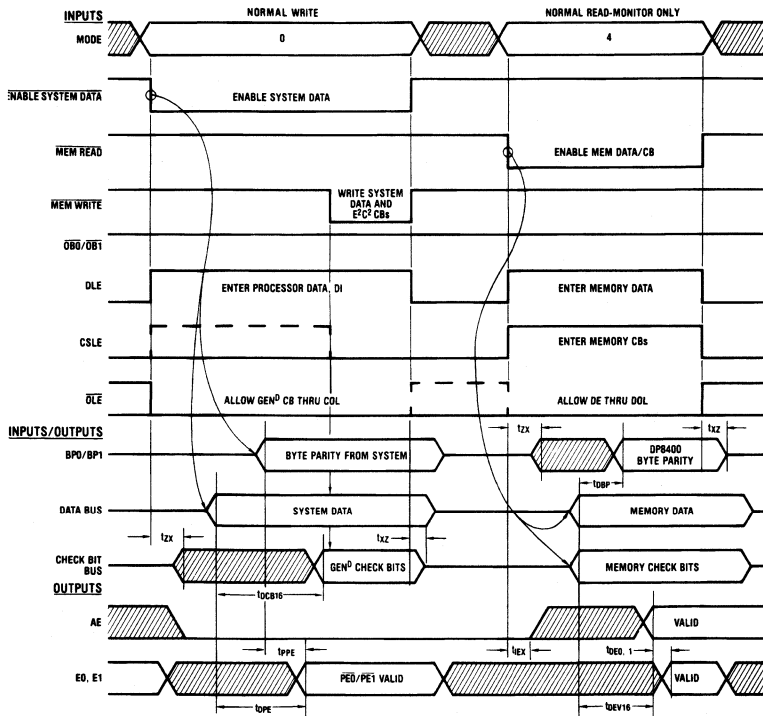 INPUTS
NORMAL WRITE
NORMAL READ-MONITOR ONLY
MODE
0
4
ENABLE SYSTEM DATA
ENABLE SYSTEM DATA
MEM READ
ENABLE MEM DATA/CB
MEM WRITE
WRITE SYSTEM
DATA AND
E²C² CBs
OB0/OB1
DLE
ENTER PROCESSOR DATA, DI
ENTER MEMORY DATA
CSLE
ENTER MEMORY CBs
OLE
ALLOW GENᴰ CB THRU COL
ALLOW DE THRU DOL
INPUTS/OUTPUTS
tZX
tXZ
BP0/BP1
BYTE PARITY FROM SYSTEM
DP8400
BYTE PARITY
tDBP
DATA BUS
SYSTEM DATA
MEMORY DATA
tZX
tXZ
CHECK BIT
BUS
GENᴰ CHECK BITS
MEMORY CHECK BITS
OUTPUTS
tDCB16
AE
VALID
tPPE
tIEX
tDE0, 1
E0, E1
PE0/PE1 VALID
VALID
tDPE
tDEV16